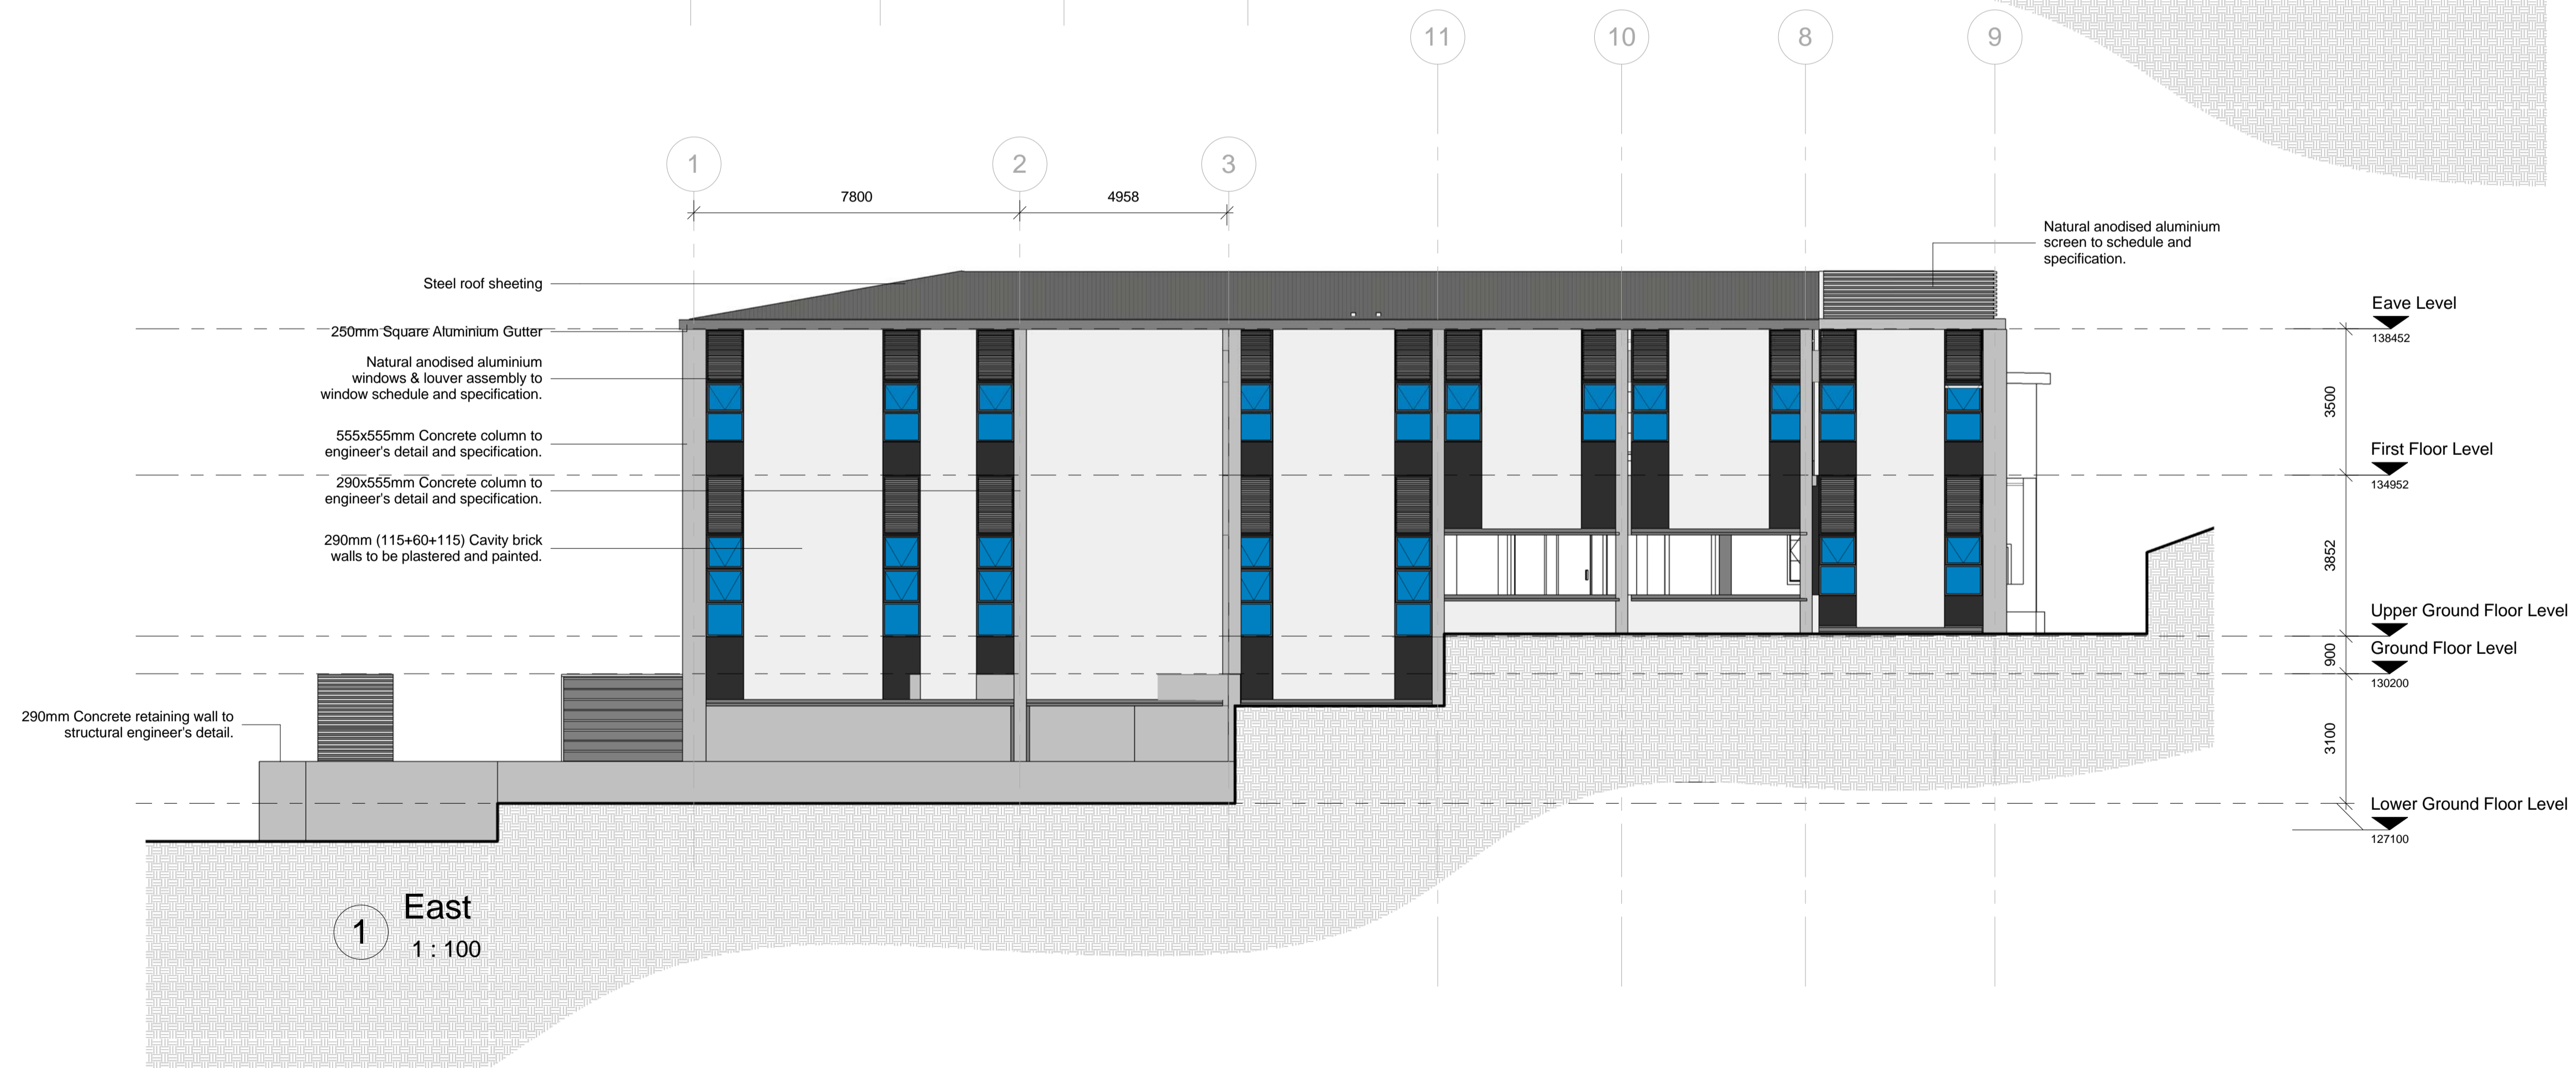 11
10
8
9
1
2
3
7800
4958
Natural anodised aluminium
screen to schedule and
specification.
Steel roof sheeting
250mm Square Aluminium Gutter
Natural anodised aluminium
windows & louver assembly to
window schedule and specification.
555x555mm Concrete column to
engineer's detail and specification.
290x555mm Concrete column to
engineer's detail and specification.
290mm (115+60+115) Cavity brick
walls to be plastered and painted.
290mm Concrete retaining wall to
structural engineer's detail.
Eave Level
138452
3500
First Floor Level
134952
3852
Upper Ground Floor Level
900
Ground Floor Level
130200
3100
Lower Ground Floor Level
127100
1
East
1 : 100